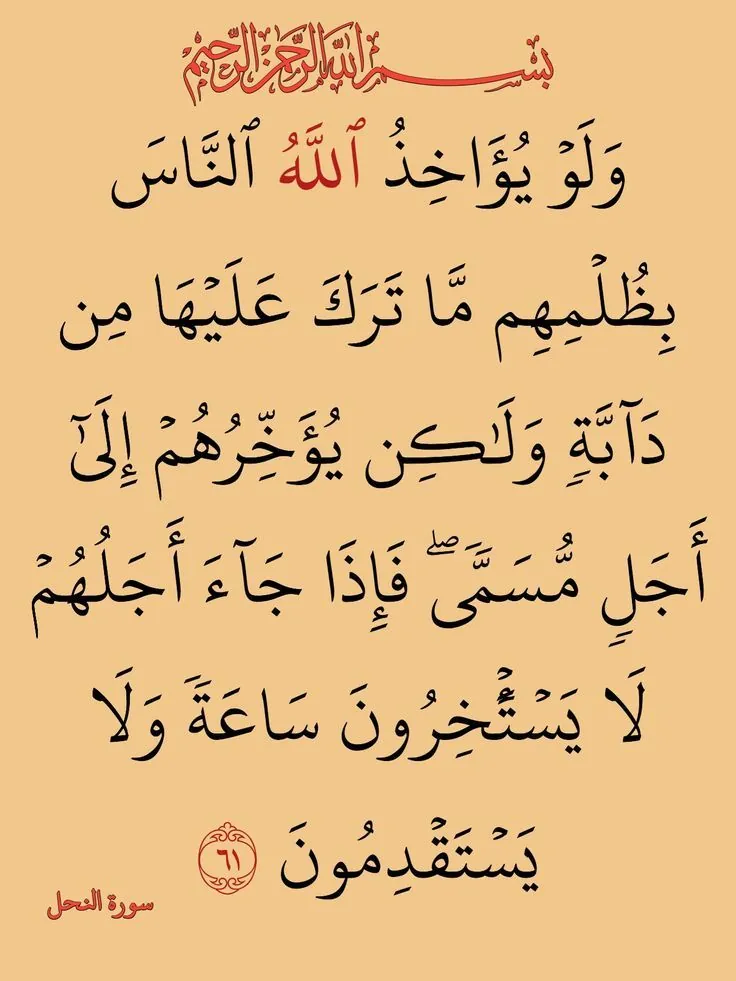 بسم الله الرحمن الرحيم
وَلَوۡ يُؤَاخِذُ ٱللَّهُ ٱلنَّاسَ
بِظُلۡمِهِم مَّا تَرَكَ عَلَيۡهَا مِن
دَآبَّةٖ وَلَٰكِن يُؤَخِّرُهُمۡ إِلَىٰٓ
أَجَلٖ مُّسَمّٗىۖ فَإِذَا جَآءَ أَجَلُهُمۡ
لَا يَسۡتَـٔۡخِرُونَ سَاعَةٗ وَلَا
يَسۡتَقۡدِمُونَ ٦١
سورة النحل